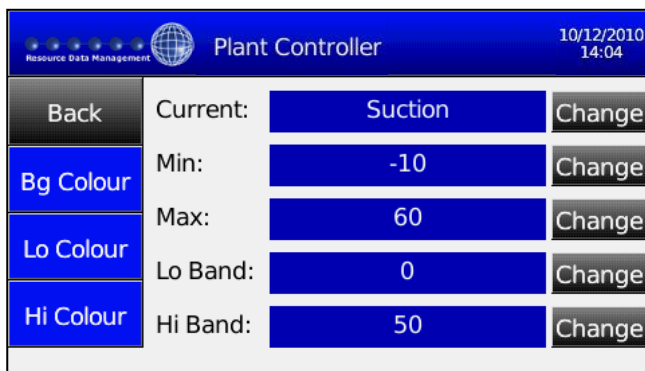 Resource Data Management
Plant Controller
10/12/2010
14:04
Back
Current: Suction Change
Bg Colour
Min: -10 Change
Max: 60 Change
Lo Colour
Lo Band: 0 Change
Hi Colour
Hi Band: 50 Change